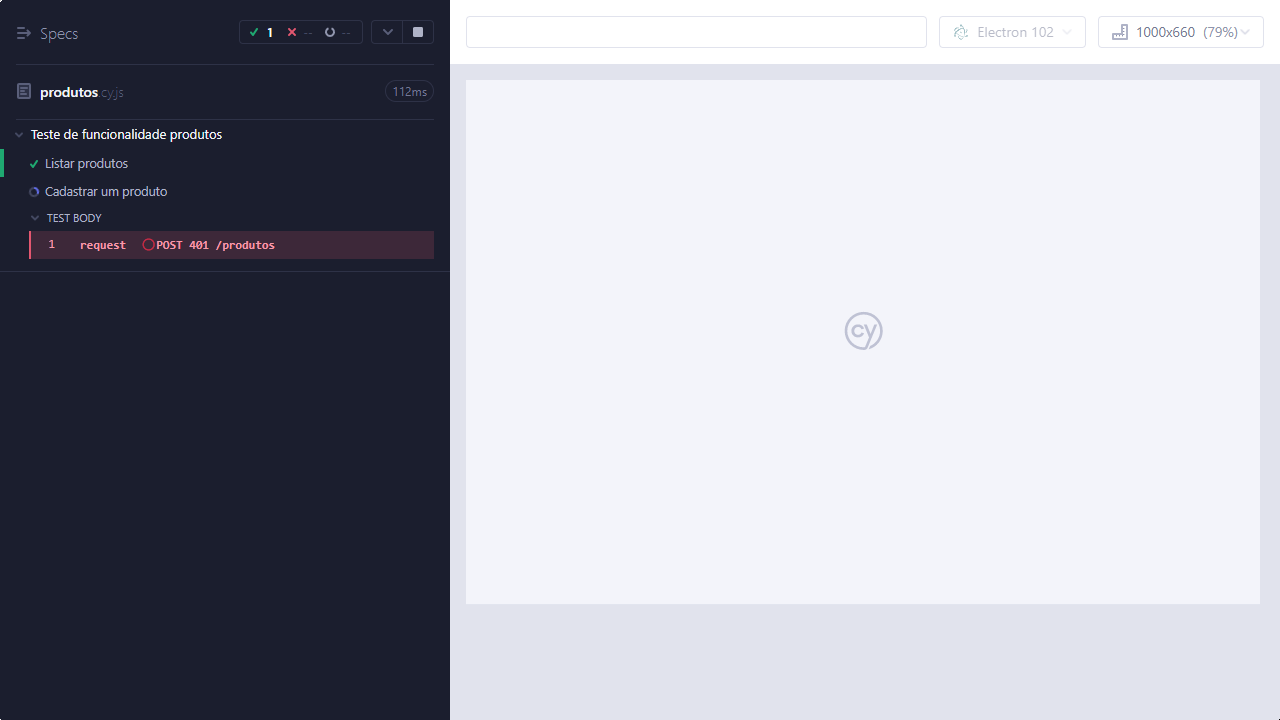 Specs
1 -- --
produtos.cy.js
112ms
Teste de funcionalidade produtos
Listar produtos
Cadastrar um produto
TEST BODY
1 request POST 401 /produtos
Electron 102
1000x660 (79%)
cy